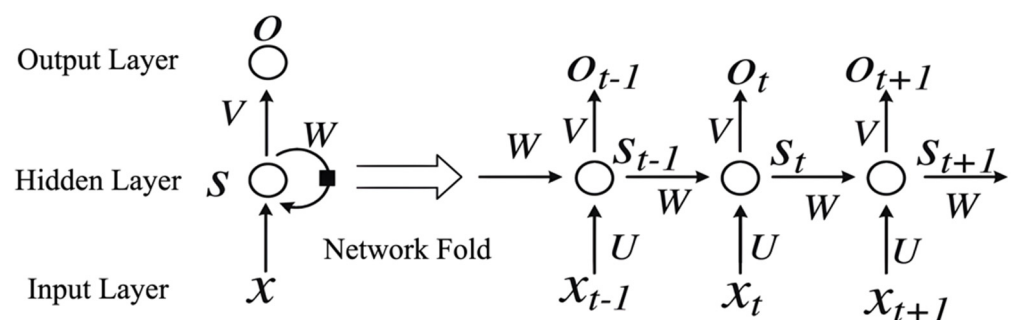 O
Output Layer
V
W
Hidden Layer S
Network Fold
Input Layer x
O_{t-1} O_t O_{t+1}
W V V V
S_{t-1} S_t S_{t+1}
W W W
U U U
x_{t-1} x_t x_{t+1}